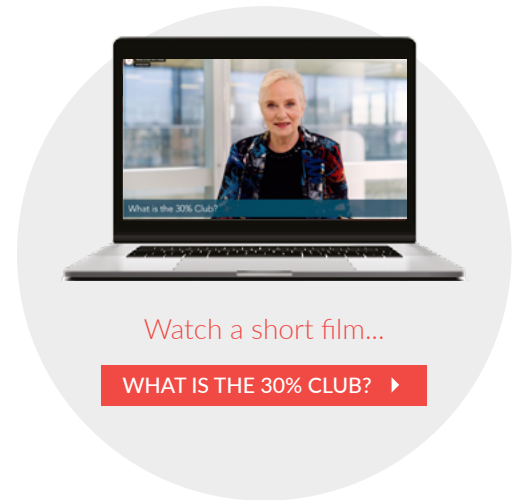 What is the 30% Club?
Watch a short film...
WHAT IS THE 30% CLUB?